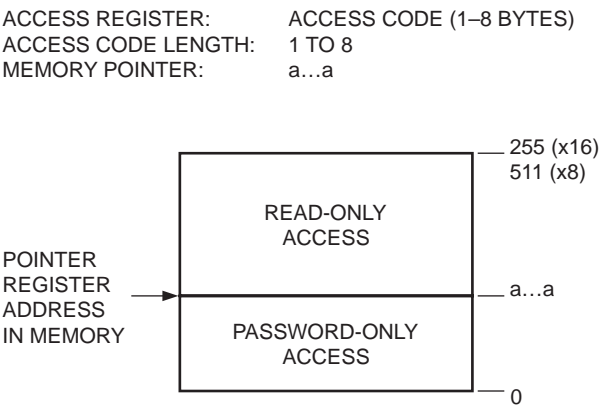 ACCESS REGISTER: ACCESS CODE (1–8 BYTES)
ACCESS CODE LENGTH: 1 TO 8
MEMORY POINTER: a…a
255 (x16)
511 (x8)
READ-ONLY
ACCESS
POINTER
REGISTER
ADDRESS
IN MEMORY
a…a
PASSWORD-ONLY
ACCESS
0